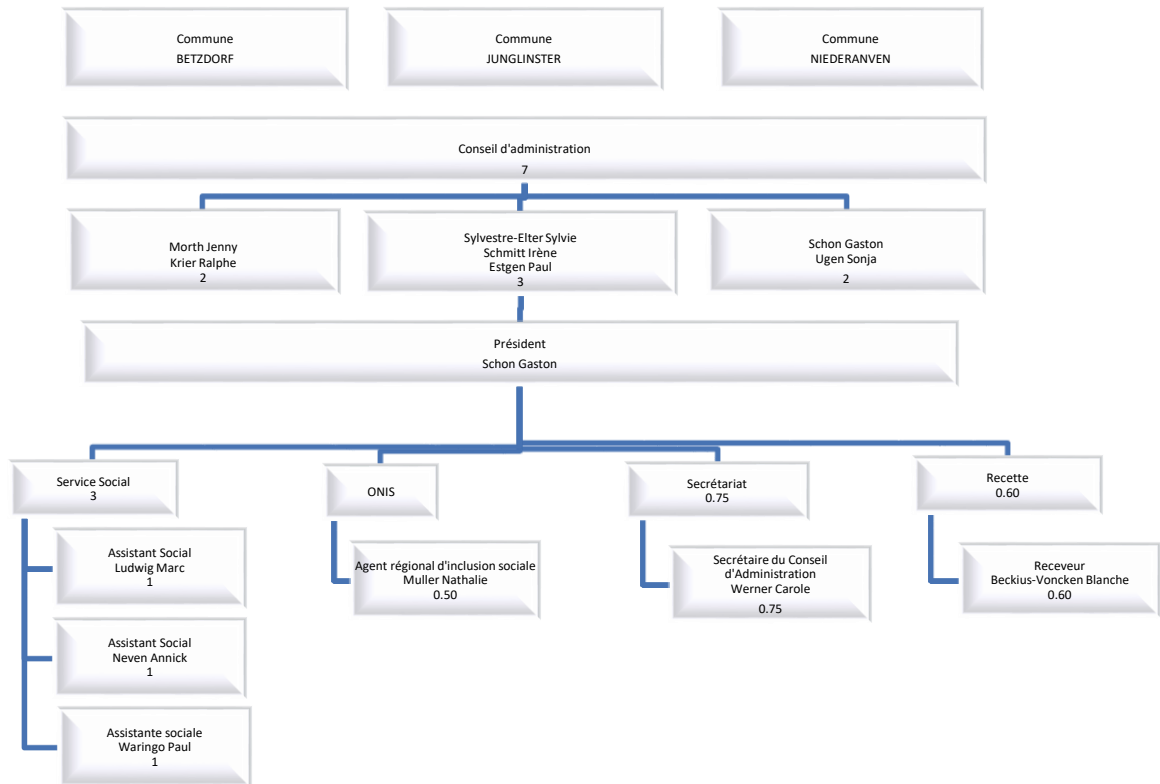 Commune
BETZDORF
Commune
JUNGLINSTER
Commune
NIEDERANVEN
Conseil d'administration
7
Morth Jenny
Krier Ralphe
2
Sylvestre-Elter Sylvie
Schmitt Irène
Estgen Paul
3
Schon Gaston
Ugen Sonja
2
Président
Schon Gaston
Service Social
3
ONIS
Secrétariat
0.75
Recette
0.60
Assistant Social
Ludwig Marc
1
Agent régional d'inclusion sociale
Muller Nathalie
0.50
Secrétaire du Conseil
d'Administration
Werner Carole
0.75
Receveur
Beckius-Voncken Blanche
0.60
Assistant Social
Neven Annick
1
Assistante sociale
Waringo Paul
1